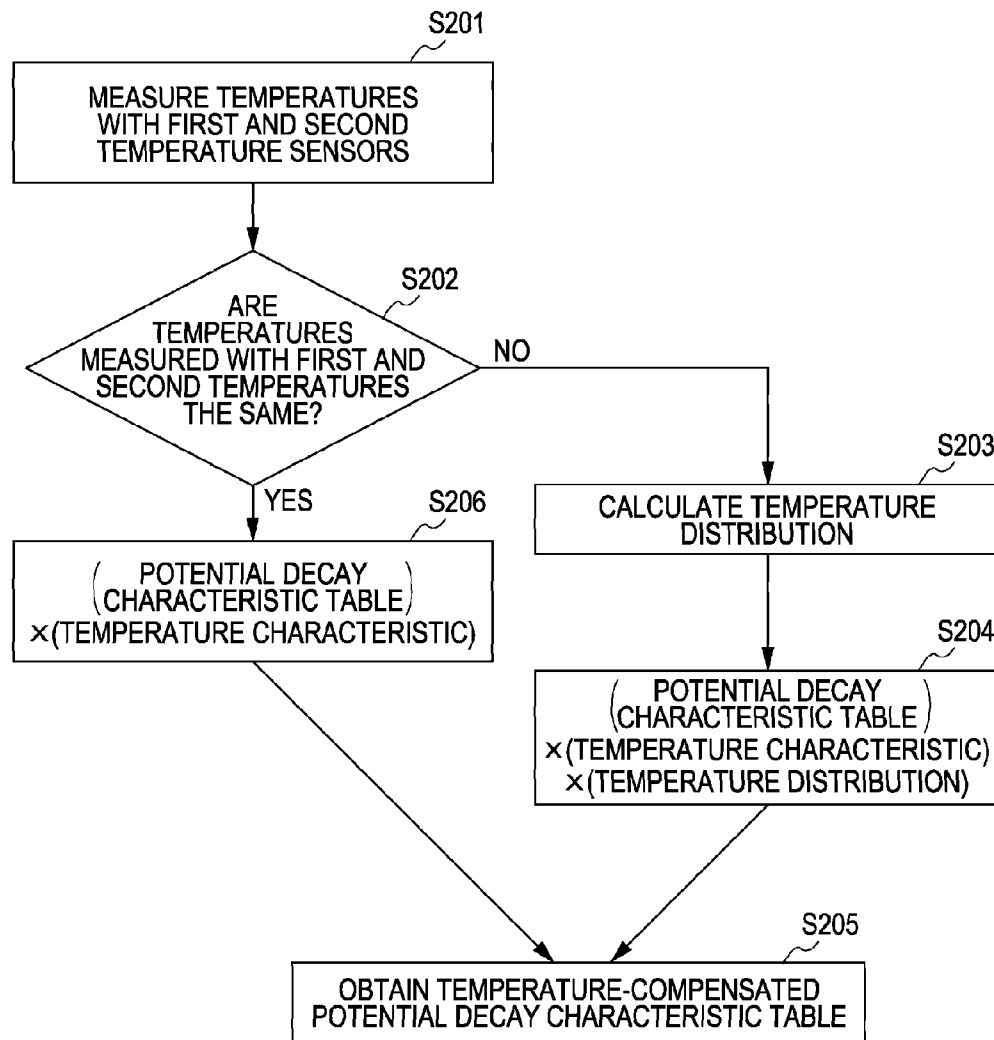 S201
MEASURE TEMPERATURES
WITH FIRST AND SECOND
TEMPERATURE SENSORS
S202
ARE
TEMPERATURES
MEASURED WITH FIRST AND
SECOND TEMPERATURES
THE SAME?
NO
YES
S203
CALCULATE TEMPERATURE
DISTRIBUTION
S206
(POTENTIAL DECAY
CHARACTERISTIC TABLE)
×(TEMPERATURE CHARACTERISTIC)
S204
(POTENTIAL DECAY
CHARACTERISTIC TABLE)
×(TEMPERATURE CHARACTERISTIC)
×(TEMPERATURE DISTRIBUTION)
S205
OBTAIN TEMPERATURE-COMPENSATED
POTENTIAL DECAY CHARACTERISTIC TABLE